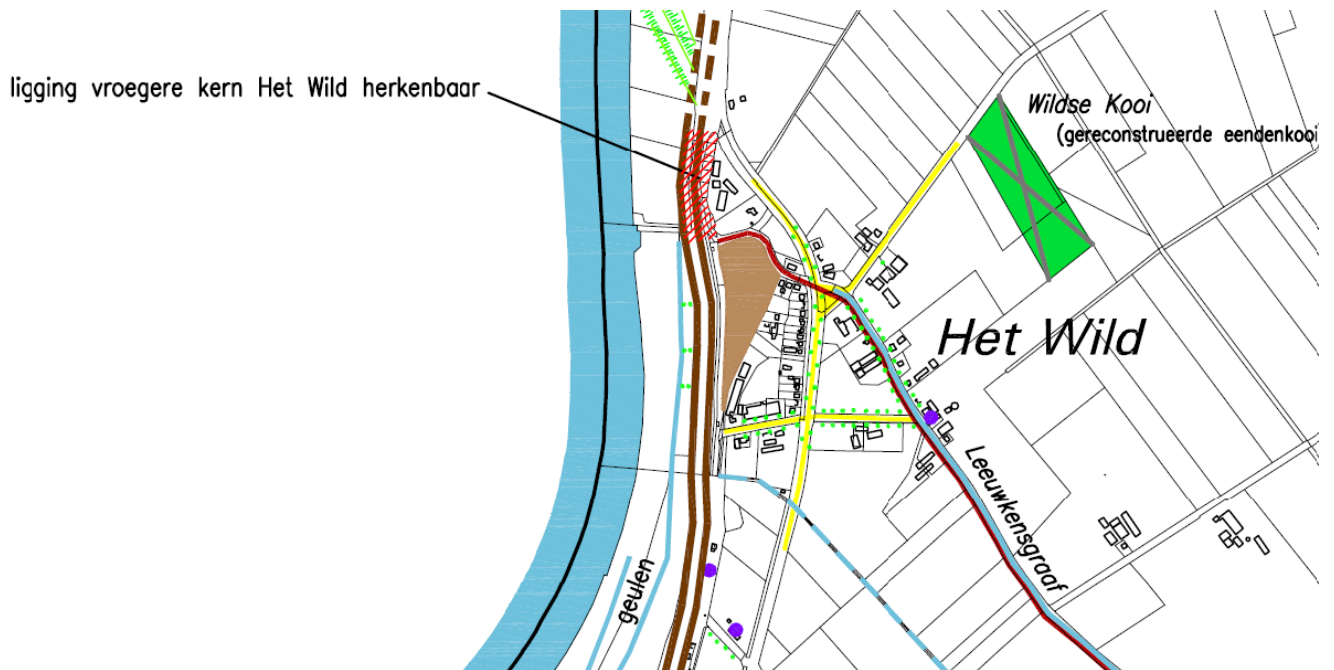 ligging vroegere kern Het Wild herkenbaar
Wildse Kooi
(gereconstrueerde eendenkooi
Het Wild
Leeuwkensgraaf
geulen